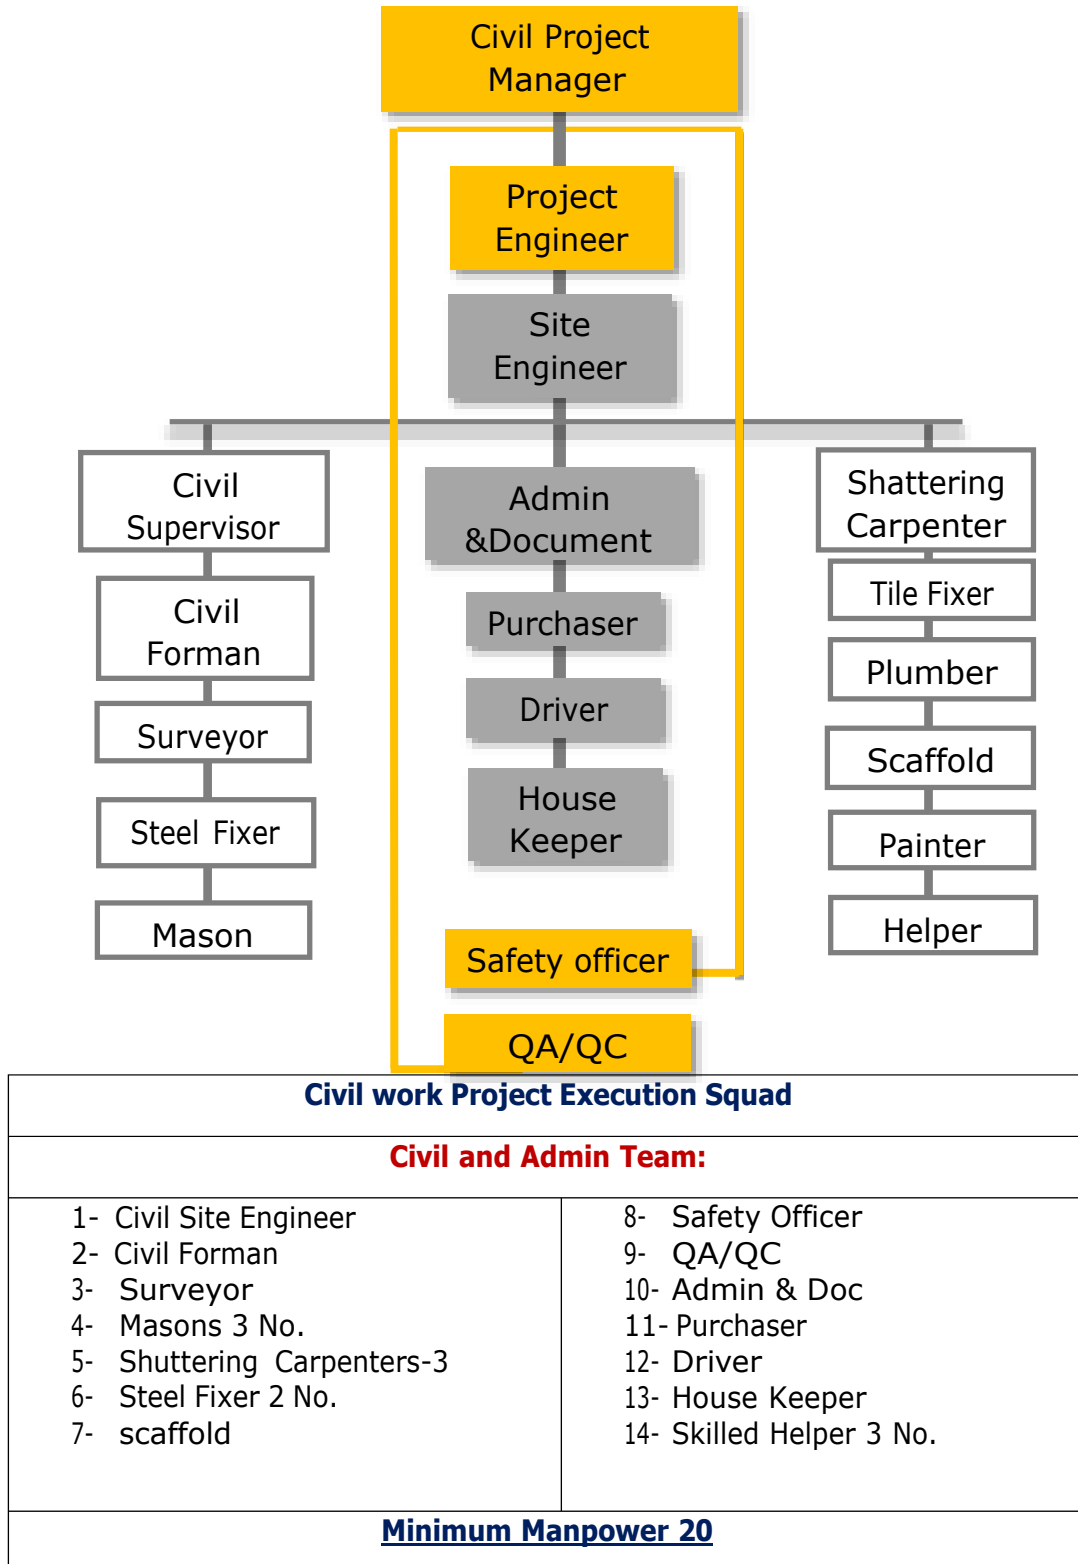 Civil Project
Manager
Project
Engineer
Site
Engineer
Civil
Supervisor
Civil
Forman
Surveyor
Steel Fixer
Mason
Admin
&Document
Purchaser
Driver
House
Keeper
Shattering
Carpenter
Tile Fixer
Plumber
Scaffold
Painter
Helper
Safety officer
QA/QC
Civil work Project Execution Squad
Civil and Admin Team:
1- Civil Site Engineer
2- Civil Forman
3- Surveyor
4- Masons 3 No.
5- Shuttering Carpenters-3
6- Steel Fixer 2 No.
7- scaffold
8- Safety Officer
9- QA/QC
10- Admin & Doc
11- Purchaser
12- Driver
13- House Keeper
14- Skilled Helper 3 No.
Minimum Manpower 20